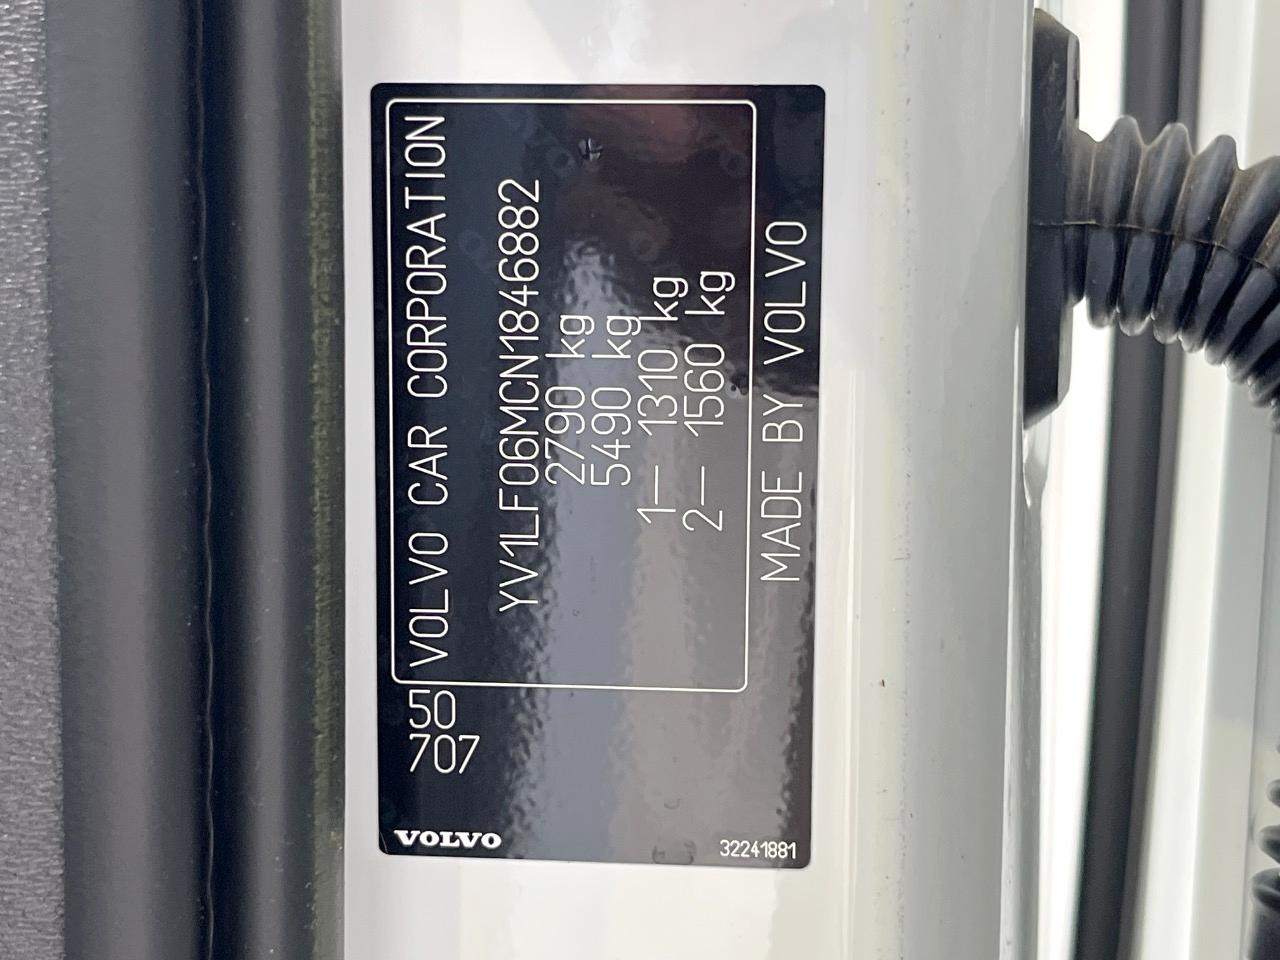 VOLVO CAR CORPORATION
YV1LF06MCN1846882
2790 kg
5490 kg
1— 1310 kg
2— 1560 kg
MADE BY VOLVO
50
707
VOLVO
32241881